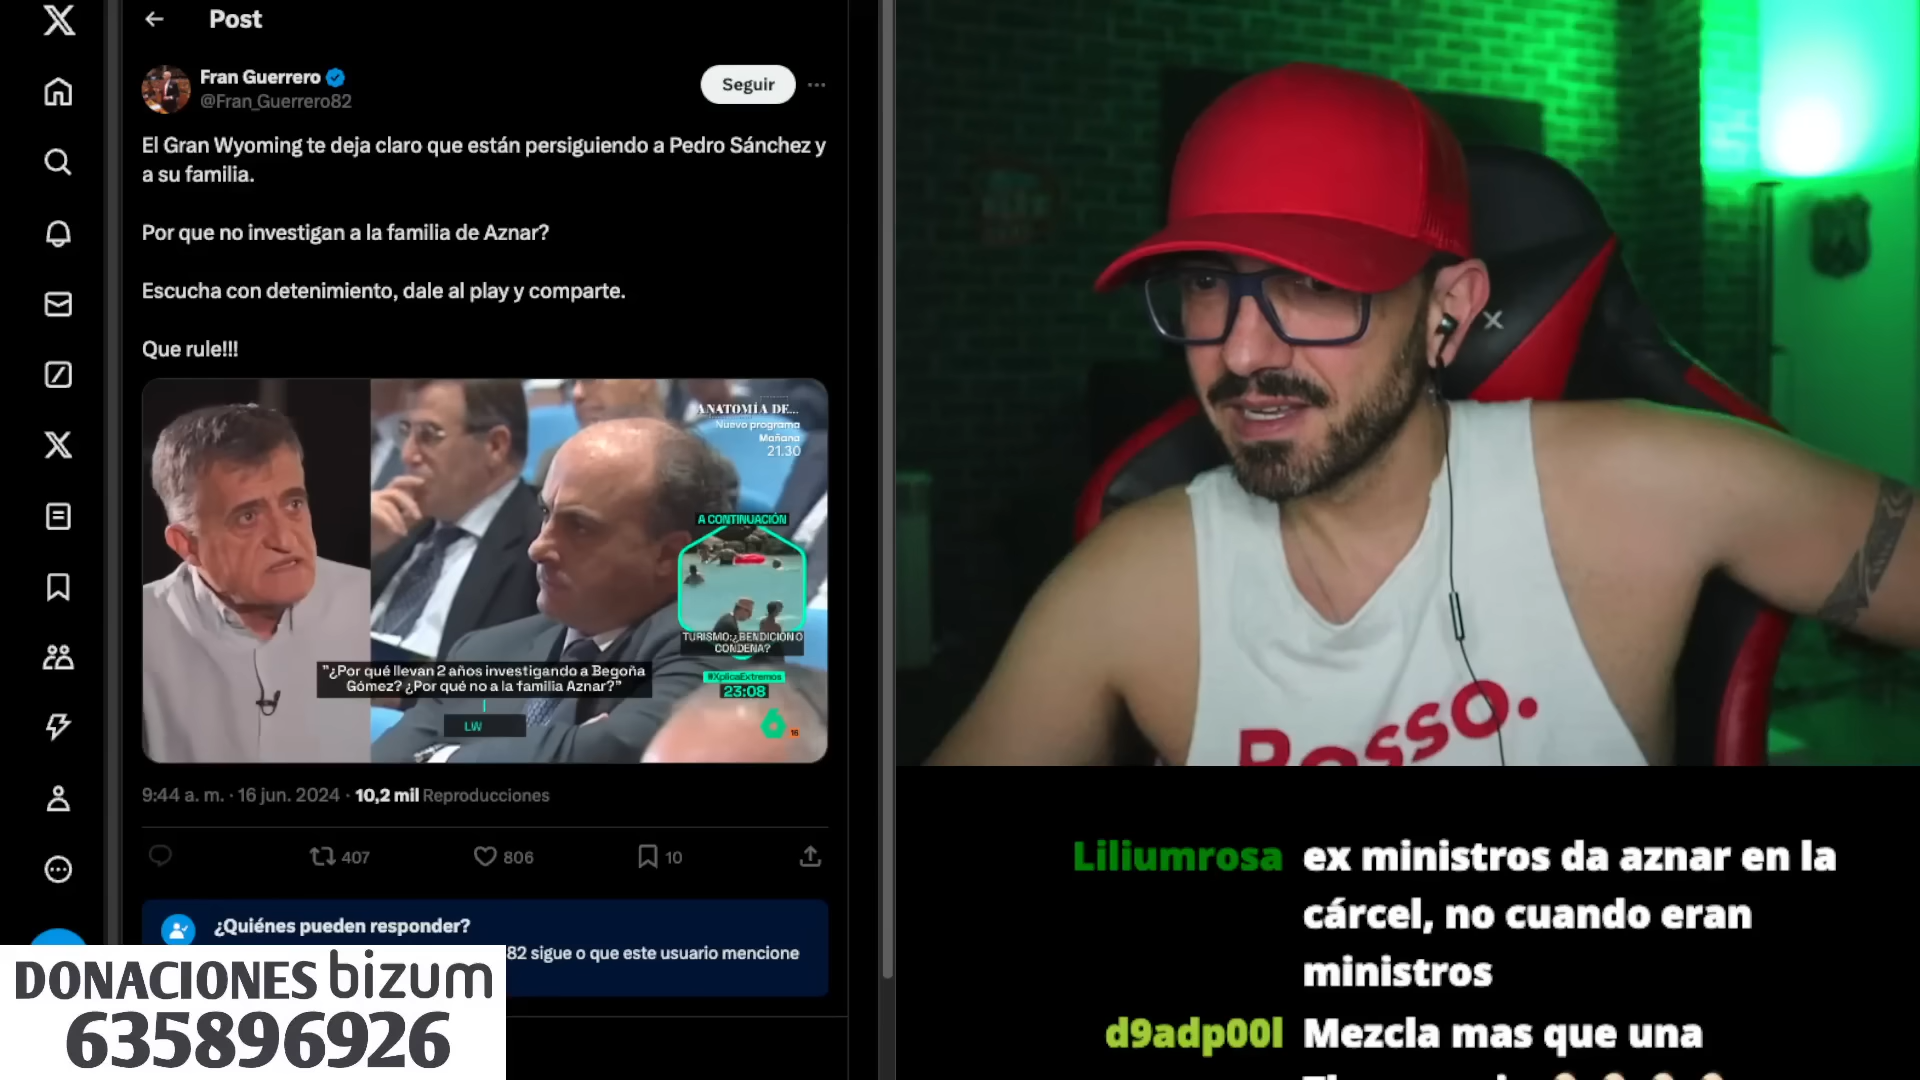 Post
Fran Guerrero
@Fran_Guerrero82
Seguir
El Gran Wyoming te deja claro que están persiguiendo a Pedro Sánchez y
a su familia.
Por que no investigan a la familia de Aznar?
Escucha con detenimiento, dale al play y comparte.
Que rule!!!
ANATOMÍA DE...
Nuevo programa
Mañana
21.30
A CONTINUACIÓN
TURISMO:¿BENDICIÓN O
CONDENA?
#XplicaExtremos
23:08
6
16
"¿Por qué llevan 2 años investigando a Begoña
Gómez? ¿Por qué no a la familia Aznar?"
LW
9:44 a. m. · 16 jun. 2024 · 10,2 mil Reproducciones
407
806
10
¿Quiénes pueden responder?
82 sigue o que este usuario mencione
DONACIONES bizum
635896926
Rosso.
Liliumrosa ex ministros da aznar en la
cárcel, no cuando eran
ministros
d9adp00l Mezcla mas que una